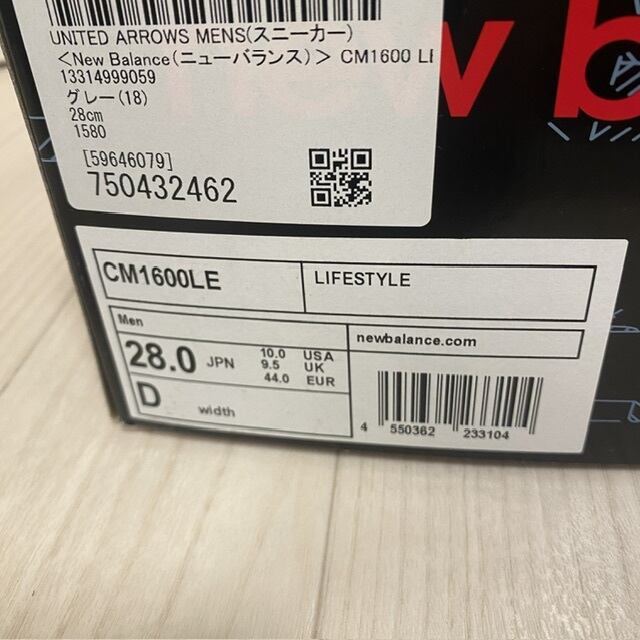 UNITED ARROWS MENS(スニーカー)
<New Balance(ニューバランス)> CM1600 LE
13314999059
グレー(18)
28cm
1580
[59646079]
750432462
new b
CM1600LE
LIFESTYLE
Men
28.0 JPN
10.0 USA
9.5 UK
44.0 EUR
D width
newbalance.com
4 550362 233104